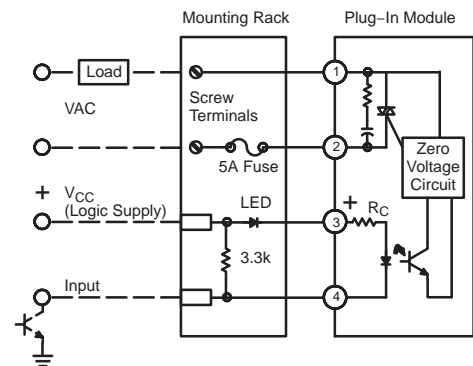 Mounting Rack
Plug–In Module
Load
1
VAC
Screw
Terminals
2
5A Fuse
Zero
Voltage
Circuit
+
VCC
(Logic Supply)
LED
3
+
RC
3.3k
Input
4